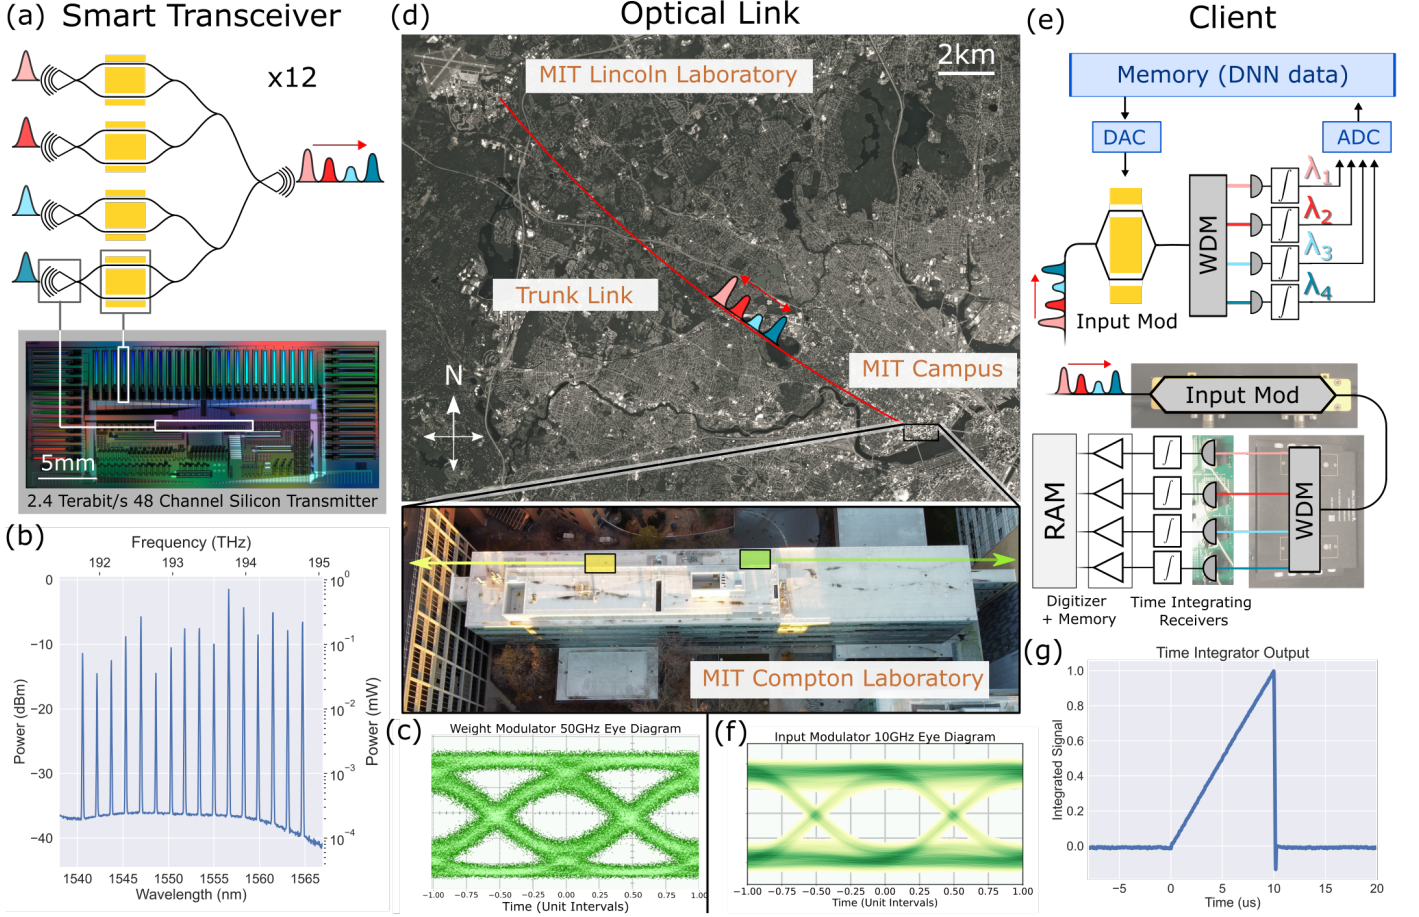 (a) Smart Transceiver
x12
5mm
2.4 Terabit/s 48 Channel Silicon Transmitter
(b)
Frequency (THz)
192 193 194 195
Power (dBm)
0
−10
−20
−30
−40
10⁰
10⁻¹
10⁻²
10⁻³
10⁻⁴
Power (mW)
1540 1545 1550 1555 1560 1565
Wavelength (nm)
(d) Optical Link
2km
MIT Lincoln Laboratory
Trunk Link
MIT Campus
N
MIT Compton Laboratory
(c)
Weight Modulator 50GHz Eye Diagram
−1.00 −0.75 −0.50 −0.25 0.00 0.25 0.50 0.75 1.00
Time (Unit Intervals)
(f)
Input Modulator 10GHz Eye Diagram
−1.00 −0.75 −0.50 −0.25 0.00 0.25 0.50 0.75 1.00
Time (Unit Intervals)
(e) Client
Memory (DNN data)
DAC
ADC
WDM
∫
∫
∫
∫
λ1
λ2
λ3
λ4
Input Mod
Input Mod
RAM
∫
∫
∫
∫
WDM
Digitizer
+ Memory
Time Integrating
Receivers
(g)
Time Integrator Output
Integrated Signal
1.0
0.8
0.6
0.4
0.2
0.0
−5 0 5 10 15 20
Time (us)